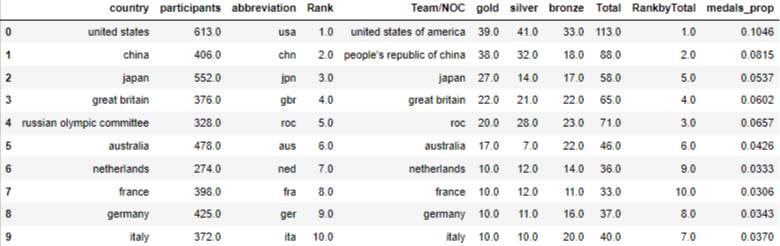 country participants abbreviation Rank Team/NOC gold silver bronze Total RankbyTotal medals_prop
0 united states 613.0 usa 1.0 united states of america 39.0 41.0 33.0 113.0 1.0 0.1046
1 china 406.0 chn 2.0 people's republic of china 38.0 32.0 18.0 88.0 2.0 0.0815
2 japan 552.0 jpn 3.0 japan 27.0 14.0 17.0 58.0 5.0 0.0537
3 great britain 376.0 gbr 4.0 great britain 22.0 21.0 22.0 65.0 4.0 0.0602
4 russian olympic committee 328.0 roc 5.0 roc 20.0 28.0 23.0 71.0 3.0 0.0657
5 australia 478.0 aus 6.0 australia 17.0 7.0 22.0 46.0 6.0 0.0426
6 netherlands 274.0 ned 7.0 netherlands 10.0 12.0 14.0 36.0 9.0 0.0333
7 france 398.0 fra 8.0 france 10.0 12.0 11.0 33.0 10.0 0.0306
8 germany 425.0 ger 9.0 germany 10.0 11.0 16.0 37.0 8.0 0.0343
9 italy 372.0 ita 10.0 italy 10.0 10.0 20.0 40.0 7.0 0.0370